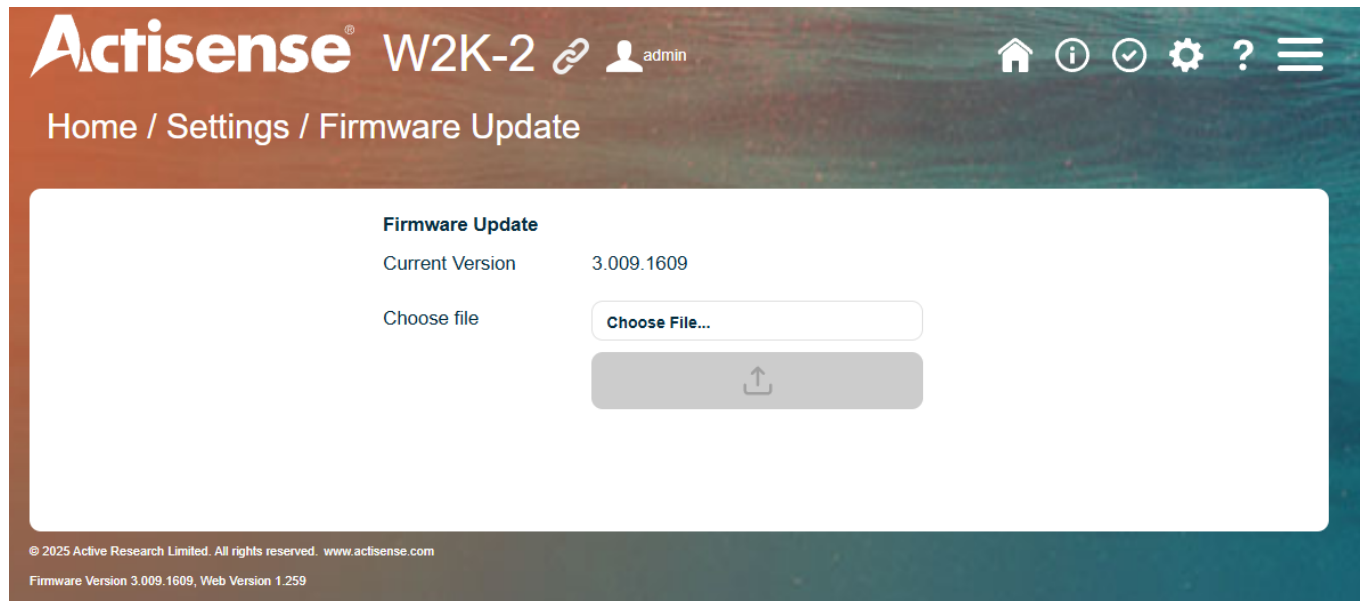 Actisense® W2K-2 admin ?
Home / Settings / Firmware Update
Firmware Update
Current Version 3.009.1609
Choose file Choose File...
© 2025 Active Research Limited. All rights reserved. www.actisense.com
Firmware Version 3.009.1609, Web Version 1.259